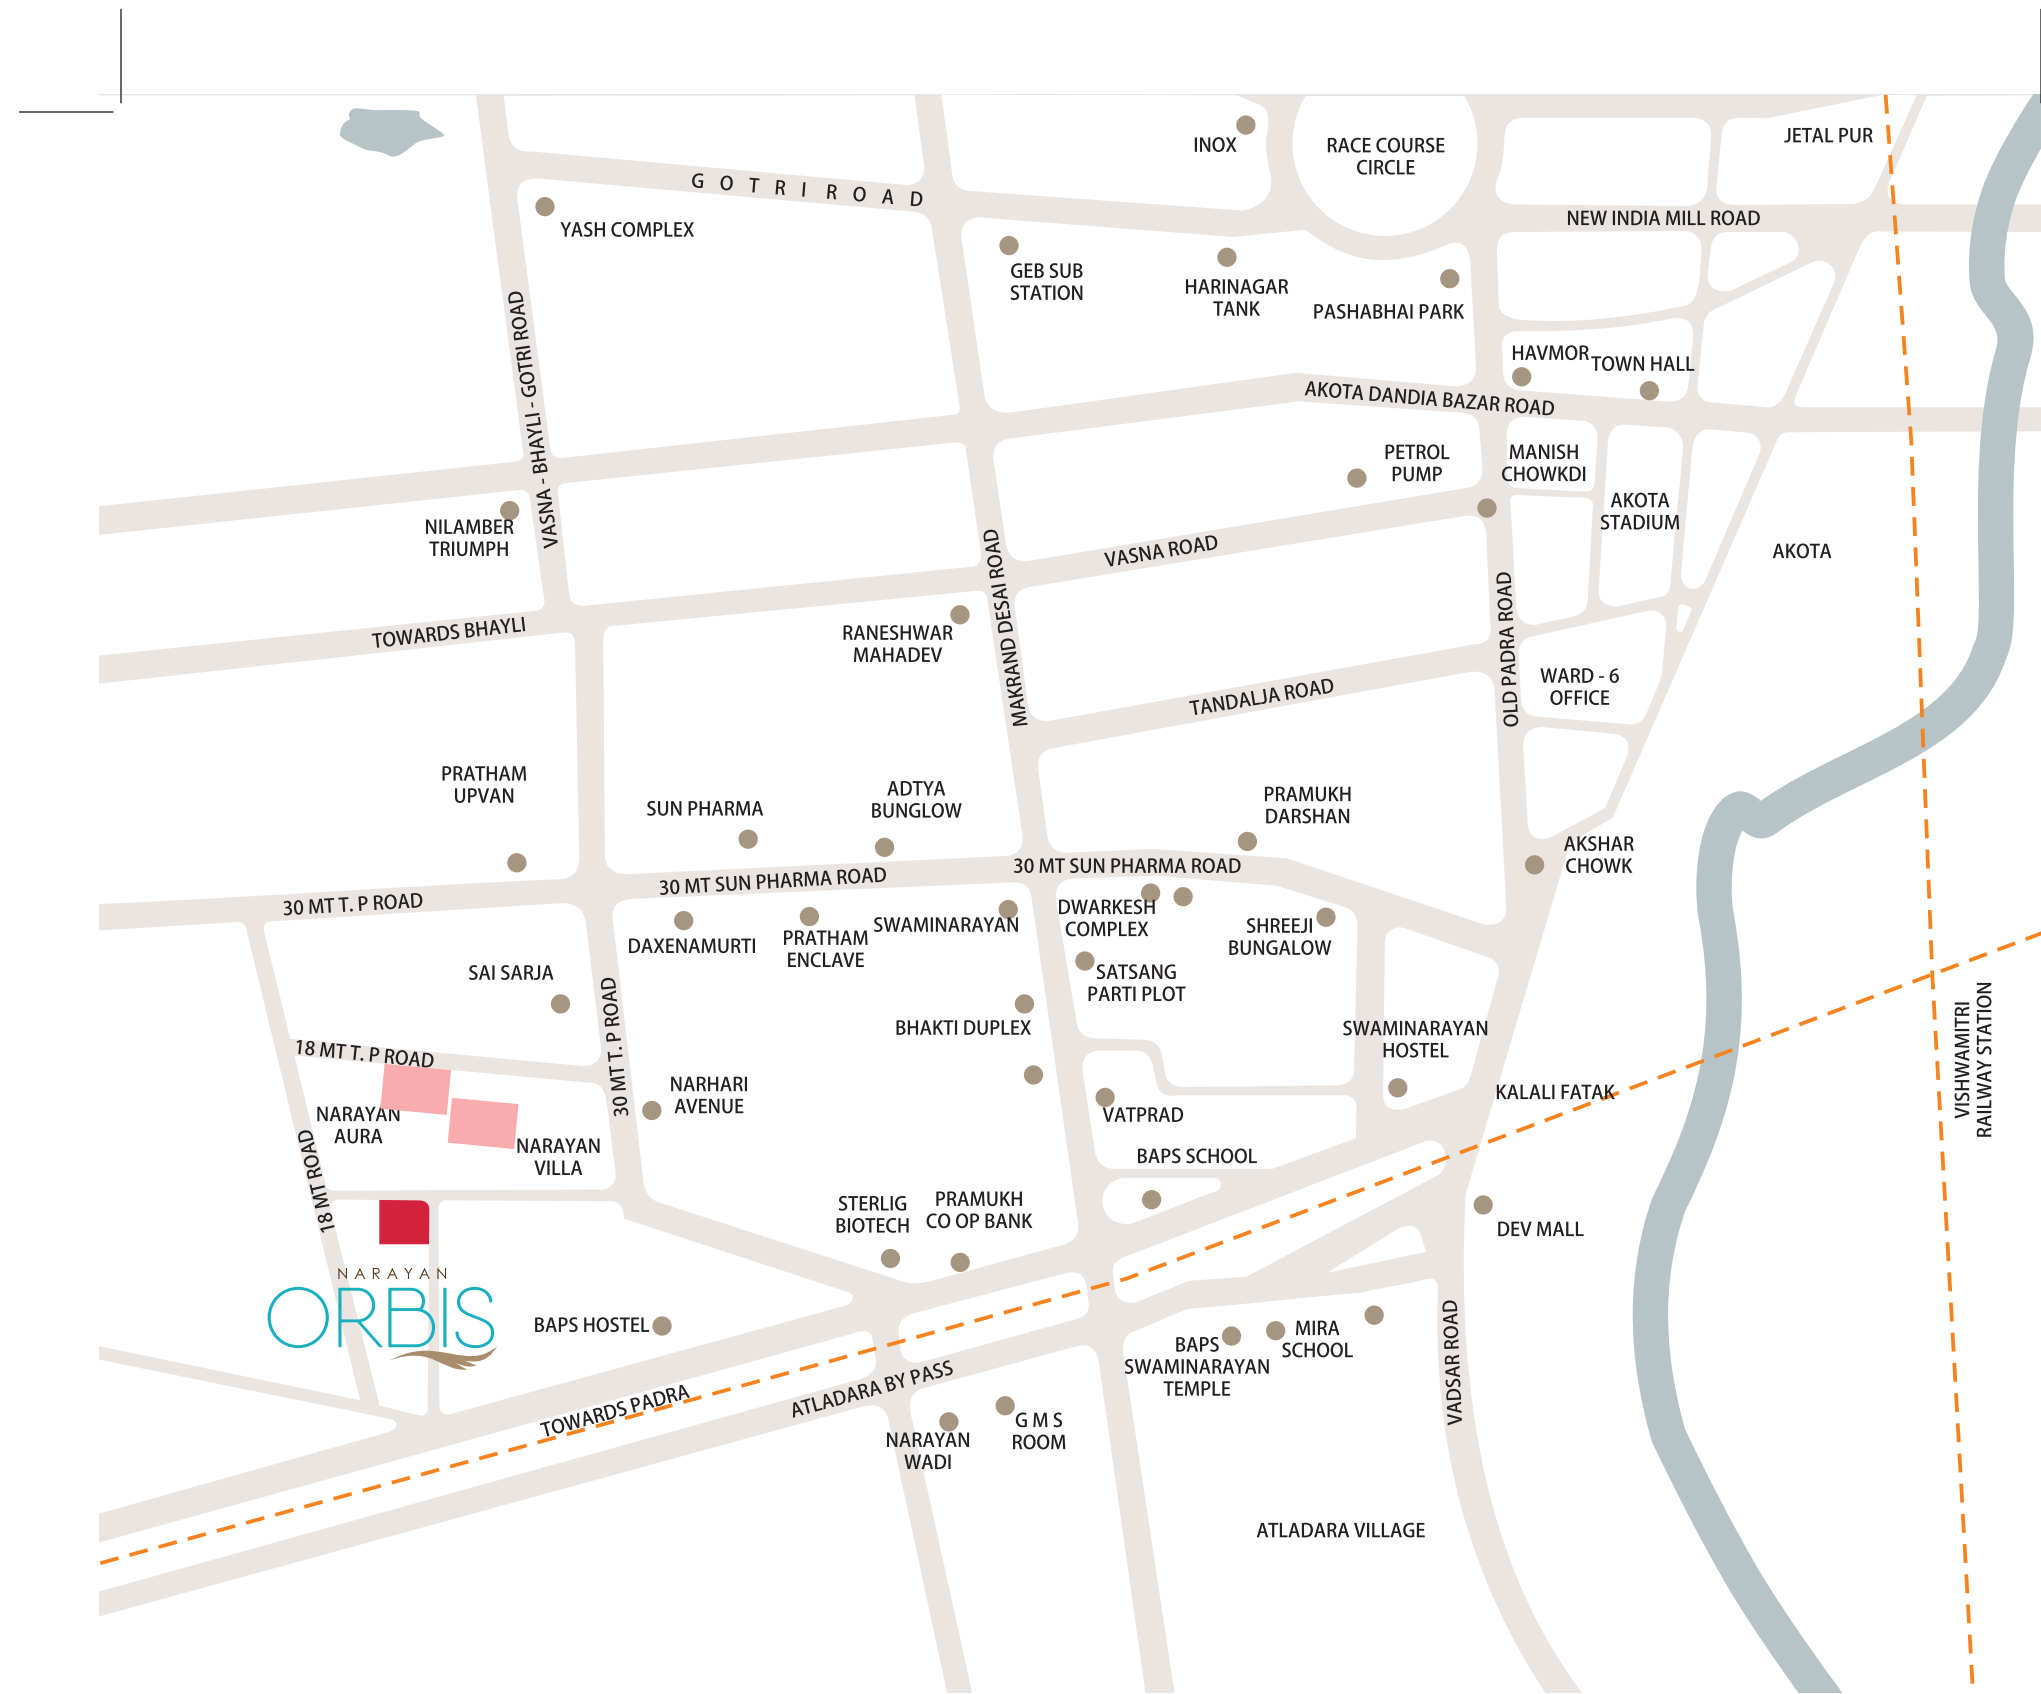 JETAL PUR
INOX
RACE COURSE
CIRCLE
GOTRI ROAD
NEW INDIA MILL ROAD
YASH COMPLEX
GEB SUB
STATION
HARINAGAR
TANK
PASHABHAI PARK
VASNA - BHAYLI - GOTRI ROAD
HAVMOR
TOWN HALL
AKOTA DANDIA BAZAR ROAD
PETROL
PUMP
MANISH
CHOWKDI
AKOTA
STADIUM
NILAMBER
TRIUMPH
VASNA ROAD
AKOTA
MAKRAND DESAI ROAD
OLD PADRA ROAD
TOWARDS BHAYLI
RANESHWAR
MAHADEV
TANDALJA ROAD
WARD - 6
OFFICE
PRATHAM
UPVAN
SUN PHARMA
ADTYA
BUNGLOW
PRAMUKH
DARSHAN
AKSHAR
CHOWK
30 MT SUN PHARMA ROAD
30 MT SUN PHARMA ROAD
30 MT T. P ROAD
DWARKESH
COMPLEX
SWAMINARAYAN
SHREEJI
BUNGALOW
DAXENAMURTI
PRATHAM
ENCLAVE
SAI SARJA
SATSANG
PARTI PLOT
30 MT T. P ROAD
BHAKTI DUPLEX
SWAMINARAYAN
HOSTEL
VISHWAMITRI
RAILWAY STATION
18 MT T. P ROAD
NARHARI
AVENUE
KALALI FATAK
NARAYAN
AURA
VATPRAD
NARAYAN
VILLA
BAPS SCHOOL
18 MT ROAD
STERLIG
BIOTECH
PRAMUKH
CO OP BANK
DEV MALL
NARAYAN
ORBIS
BAPS HOSTEL
BAPS
SWAMINARAYAN
TEMPLE
MIRA
SCHOOL
VADSAR ROAD
TOWARDS PADRA
ATLADARA BY PASS
NARAYAN
WADI
G M S
ROOM
ATLADARA VILLAGE